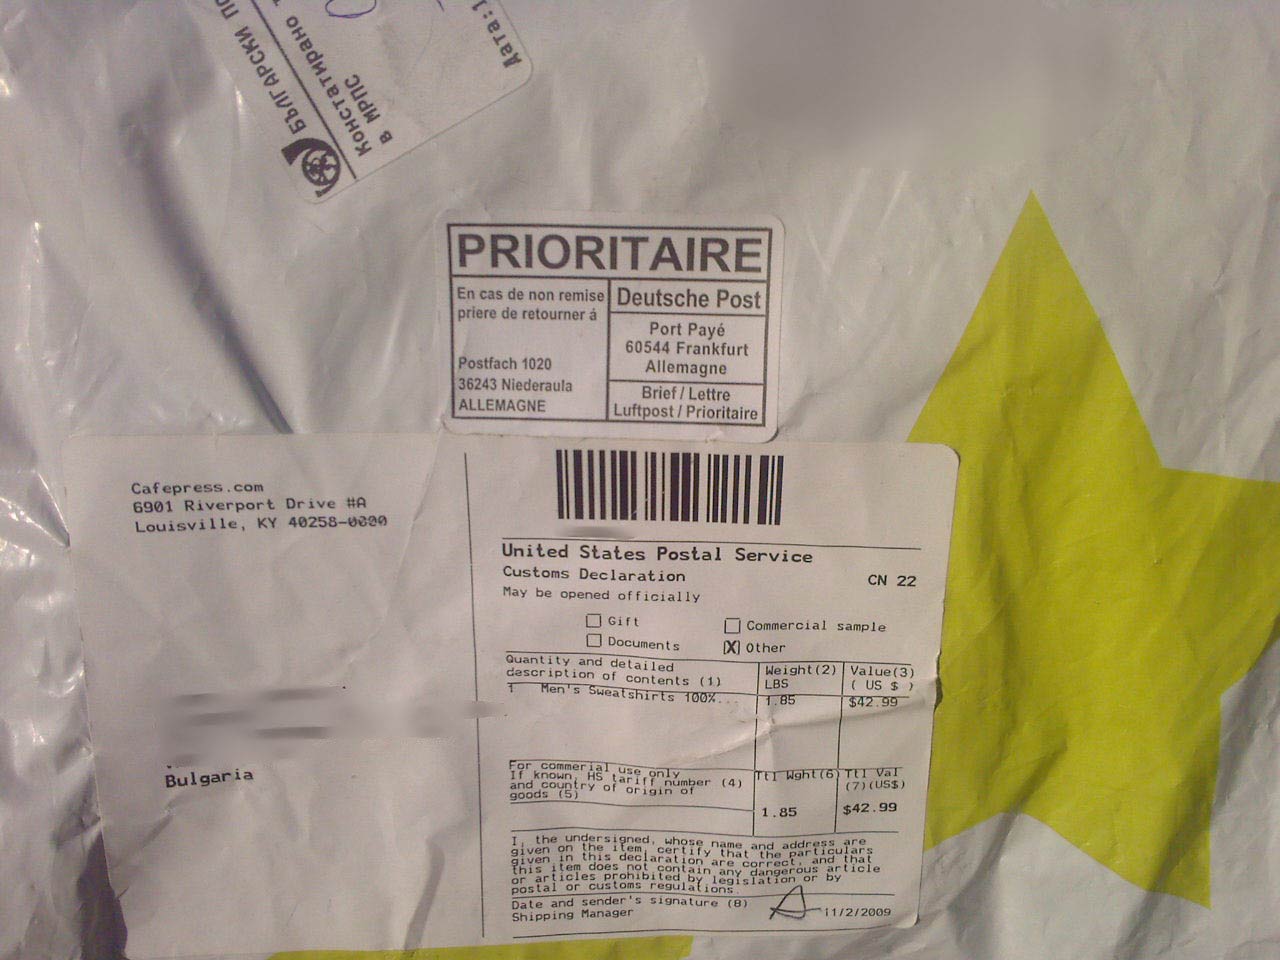 БЪЛГАРСКИ
Констатирано
в МРПС
Дата:
PRIORITAIRE
En cas de non remise
priere de retourner á
Postfach 1020
36243 Niederaula
ALLEMAGNE
Deutsche Post
Port Payé
60544 Frankfurt
Allemagne
Brief / Lettre
Luftpost / Prioritaire
Cafepress.com
6901 Riverport Drive #A
Louisville, KY 40258-0000
Bulgaria
United States Postal Service
Customs Declaration
CN 22
May be opened officially
Gift
Commercial sample
Documents
X Other
Quantity and detailed
description of contents (1)
Weight(2)
LBS
Value(3)
( US $ )
1 Men's Sweatshirts 100%...
1.85
$42.99
For commerial use only
If known, HS tariff number (4)
and country of origin of
goods (5)
Ttl Wght(6)
Ttl Val
(7)(US$)
1.85
$42.99
I, the undersigned, whose name and address are
given on the item, certify that the particulars
given in this declaration are correct, and that
this item does not contain any dangerous article
or articles prohibited by legislation or by
postal or customs regulations.
Date and sender's signature (8)
Shipping Manager
11/2/2009